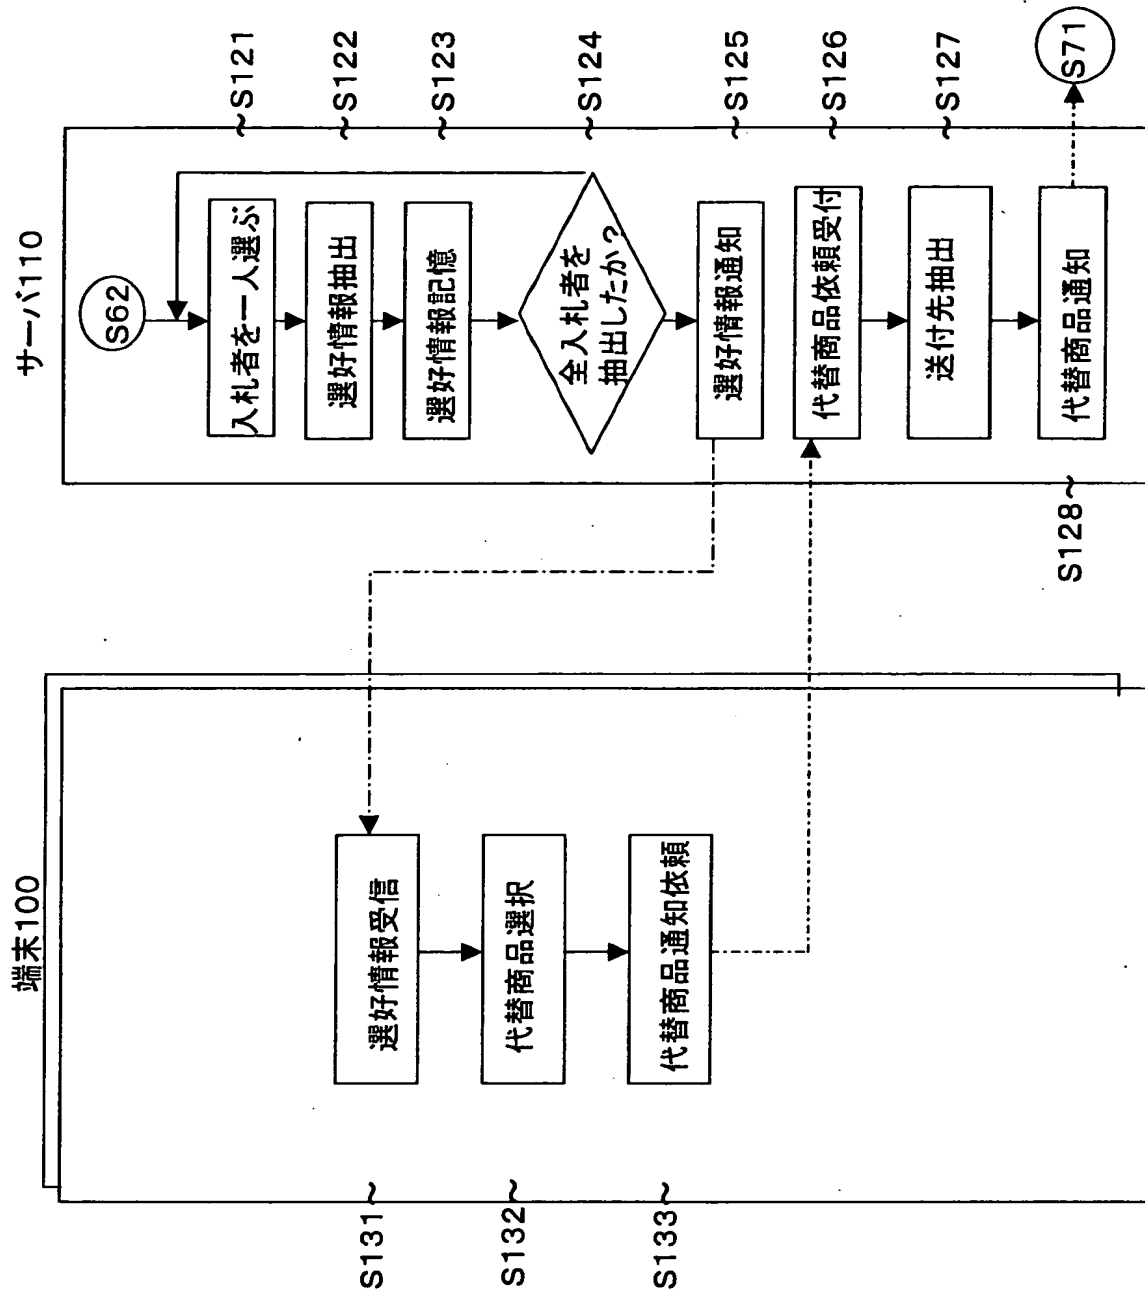 端末100
S131
選好情報受信
S132
代替商品選択
S133
代替商品通知依頼
サーバ110
S62
入札者を一人選ぶ
S121
選好情報抽出
S122
選好情報記憶
S123
全入札者を
抽出したか?
S124
選好情報通知
S125
代替商品依頼受付
S126
送付先抽出
S127
代替商品通知
S128
S71